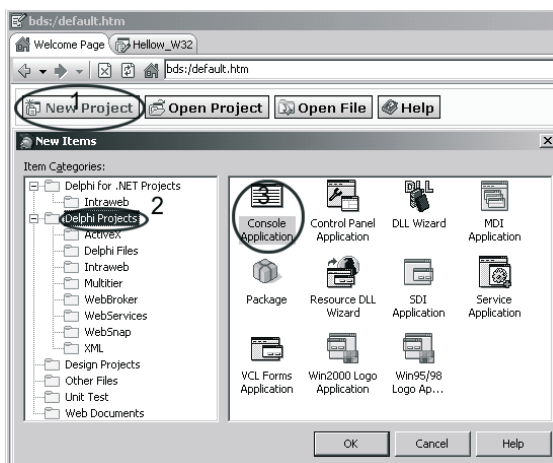 bds:/default.htm
Welcome Page Hellow_W32
bds:/default.htm
1
New Project Open Project Open File Help
New Items
Item Categories:
Delphi for .NET Projects
Intraweb
Delphi Projects 2
ActiveX
Delphi Files
Intraweb
Multitier
WebBroker
WebServices
WebSnap
XML
Design Projects
Other Files
Unit Test
Web Documents
3
Console Application
Control Panel Application
DLL Wizard
MDI Application
Package
Resource DLL Wizard
SDI Application
Service Application
VCL Forms Application
Win2000 Logo Application
Win95/98 Logo Ap...
OK Cancel Help